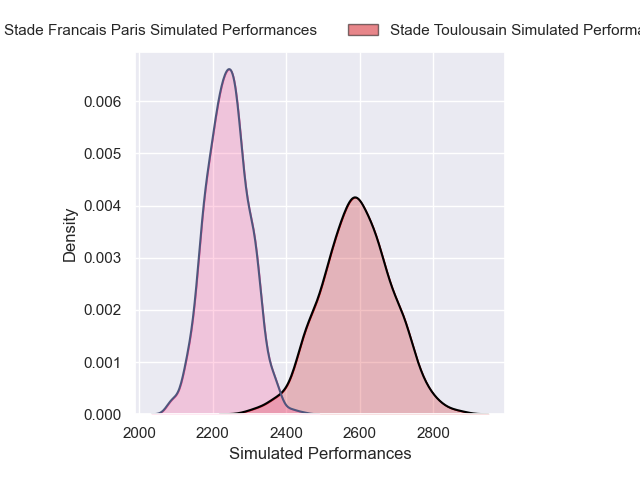 Stade Francais Paris Simulated Performances Stade Toulousain Simulated Performa
0.006
0.005
0.004
0.003
0.002
0.001
0.000
Density
2000 2200 2400 2600 2800
Simulated Performances